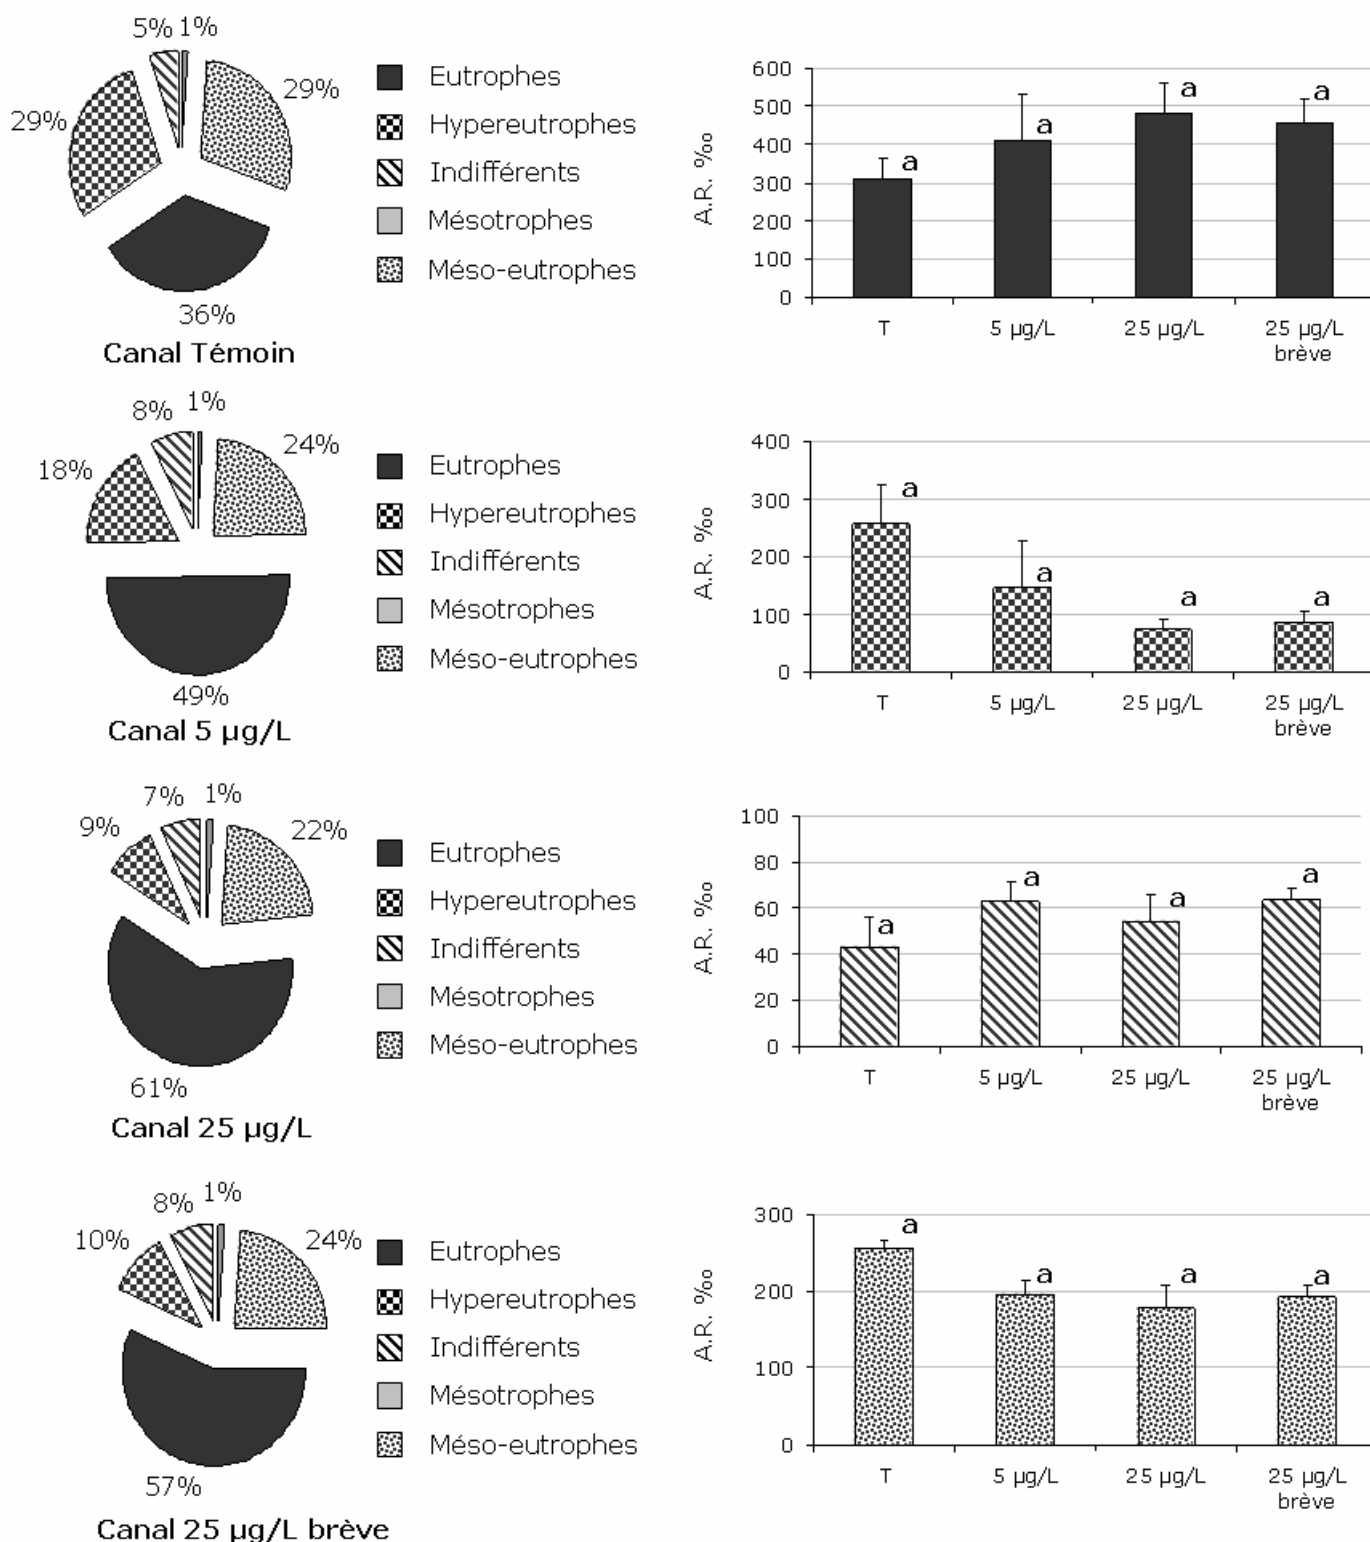 5% 1%
29%
29%
36%
Canal Témoin
Eutrophes
Hypereutrophes
Indifférents
Mésotrophes
Méso-eutrophes
A.R. ‰
600
500
400
300
200
100
0
a
a
a
a
T
5 µg/L
25 µg/L
25 µg/L
brève
8% 1%
24%
18%
49%
Canal 5 µg/L
Eutrophes
Hypereutrophes
Indifférents
Mésotrophes
Méso-eutrophes
A.R. ‰
400
300
200
100
0
a
a
a
a
T
5 µg/L
25 µg/L
25 µg/L
brève
7% 1%
9%
22%
61%
Canal 25 µg/L
Eutrophes
Hypereutrophes
Indifférents
Mésotrophes
Méso-eutrophes
A.R. ‰
100
80
60
40
20
0
a
a
a
a
T
5 µg/L
25 µg/L
25 µg/L
brève
8% 1%
10%
24%
57%
Canal 25 µg/L brève
Eutrophes
Hypereutrophes
Indifférents
Mésotrophes
Méso-eutrophes
A.R. ‰
300
200
100
0
a
a
a
a
T
5 µg/L
25 µg/L
25 µg/L
brève